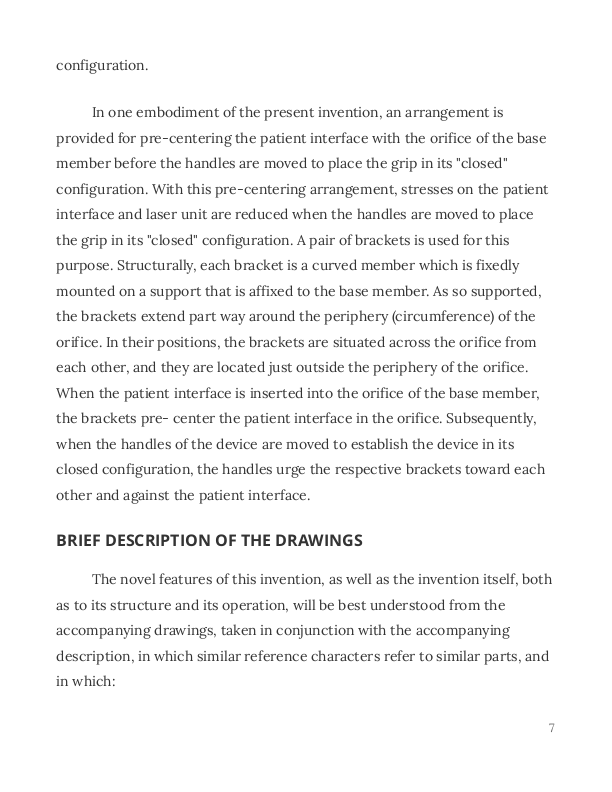 configuration.
In one embodiment of the present invention, an arrangement is
provided for pre-centering the patient interface with the orifice of the base
member before the handles are moved to place the grip in its "closed"
configuration. With this pre-centering arrangement, stresses on the patient
interface and laser unit are reduced when the handles are moved to place
the grip in its "closed" configuration. A pair of brackets is used for this
purpose. Structurally, each bracket is a curved member which is fixedly
mounted on a support that is affixed to the base member. As so supported,
the brackets extend part way around the periphery (circumference) of the
orifice. In their positions, the brackets are situated across the orifice from
each other, and they are located just outside the periphery of the orifice.
When the patient interface is inserted into the orifice of the base member,
the brackets pre- center the patient interface in the orifice. Subsequently,
when the handles of the device are moved to establish the device in its
closed configuration, the handles urge the respective brackets toward each
other and against the patient interface.
BRIEF DESCRIPTION OF THE DRAWINGS
The novel features of this invention, as well as the invention itself, both
as to its structure and its operation, will be best understood from the
accompanying drawings, taken in conjunction with the accompanying
description, in which similar reference characters refer to similar parts, and
in which:
7